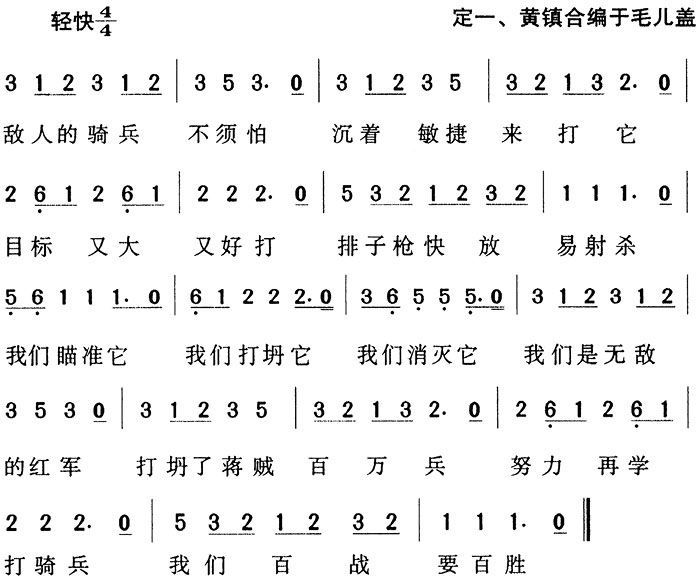 轻快4/4 定一、黄镇合编于毛儿盖
3 1 2 3 1 2 | 3 5 3. 0 | 3 1 2 3 5 | 3 2 1 3 2. 0 |
敌人的骑兵 不须怕 沉着 敏捷 来 打 它
2 6 1 2 6 1 | 2 2 2. 0 | 5 3 2 1 2 3 2 | 1 1 1. 0
目标 又大 又好打 排子枪快 放 易射杀
5 6 1 1 1. 0 | 6 1 2 2 2. 0 | 3 6 5 5 5. 0 | 3 1 2 3 1 2 |
我们瞄准它 我们打坍它 我们消灭它 我们是无敌
3 5 3 0 | 3 1 2 3 5 | 3 2 1 3 2. 0 | 2 6 1 2 6 1 |
的红军 打坍了蒋贼 百 万 兵 努力 再学
2 2 2. 0 | 5 3 2 1 2 3 2 | 1 1 1. 0 ‖
打骑兵 我们 百 战 要百胜